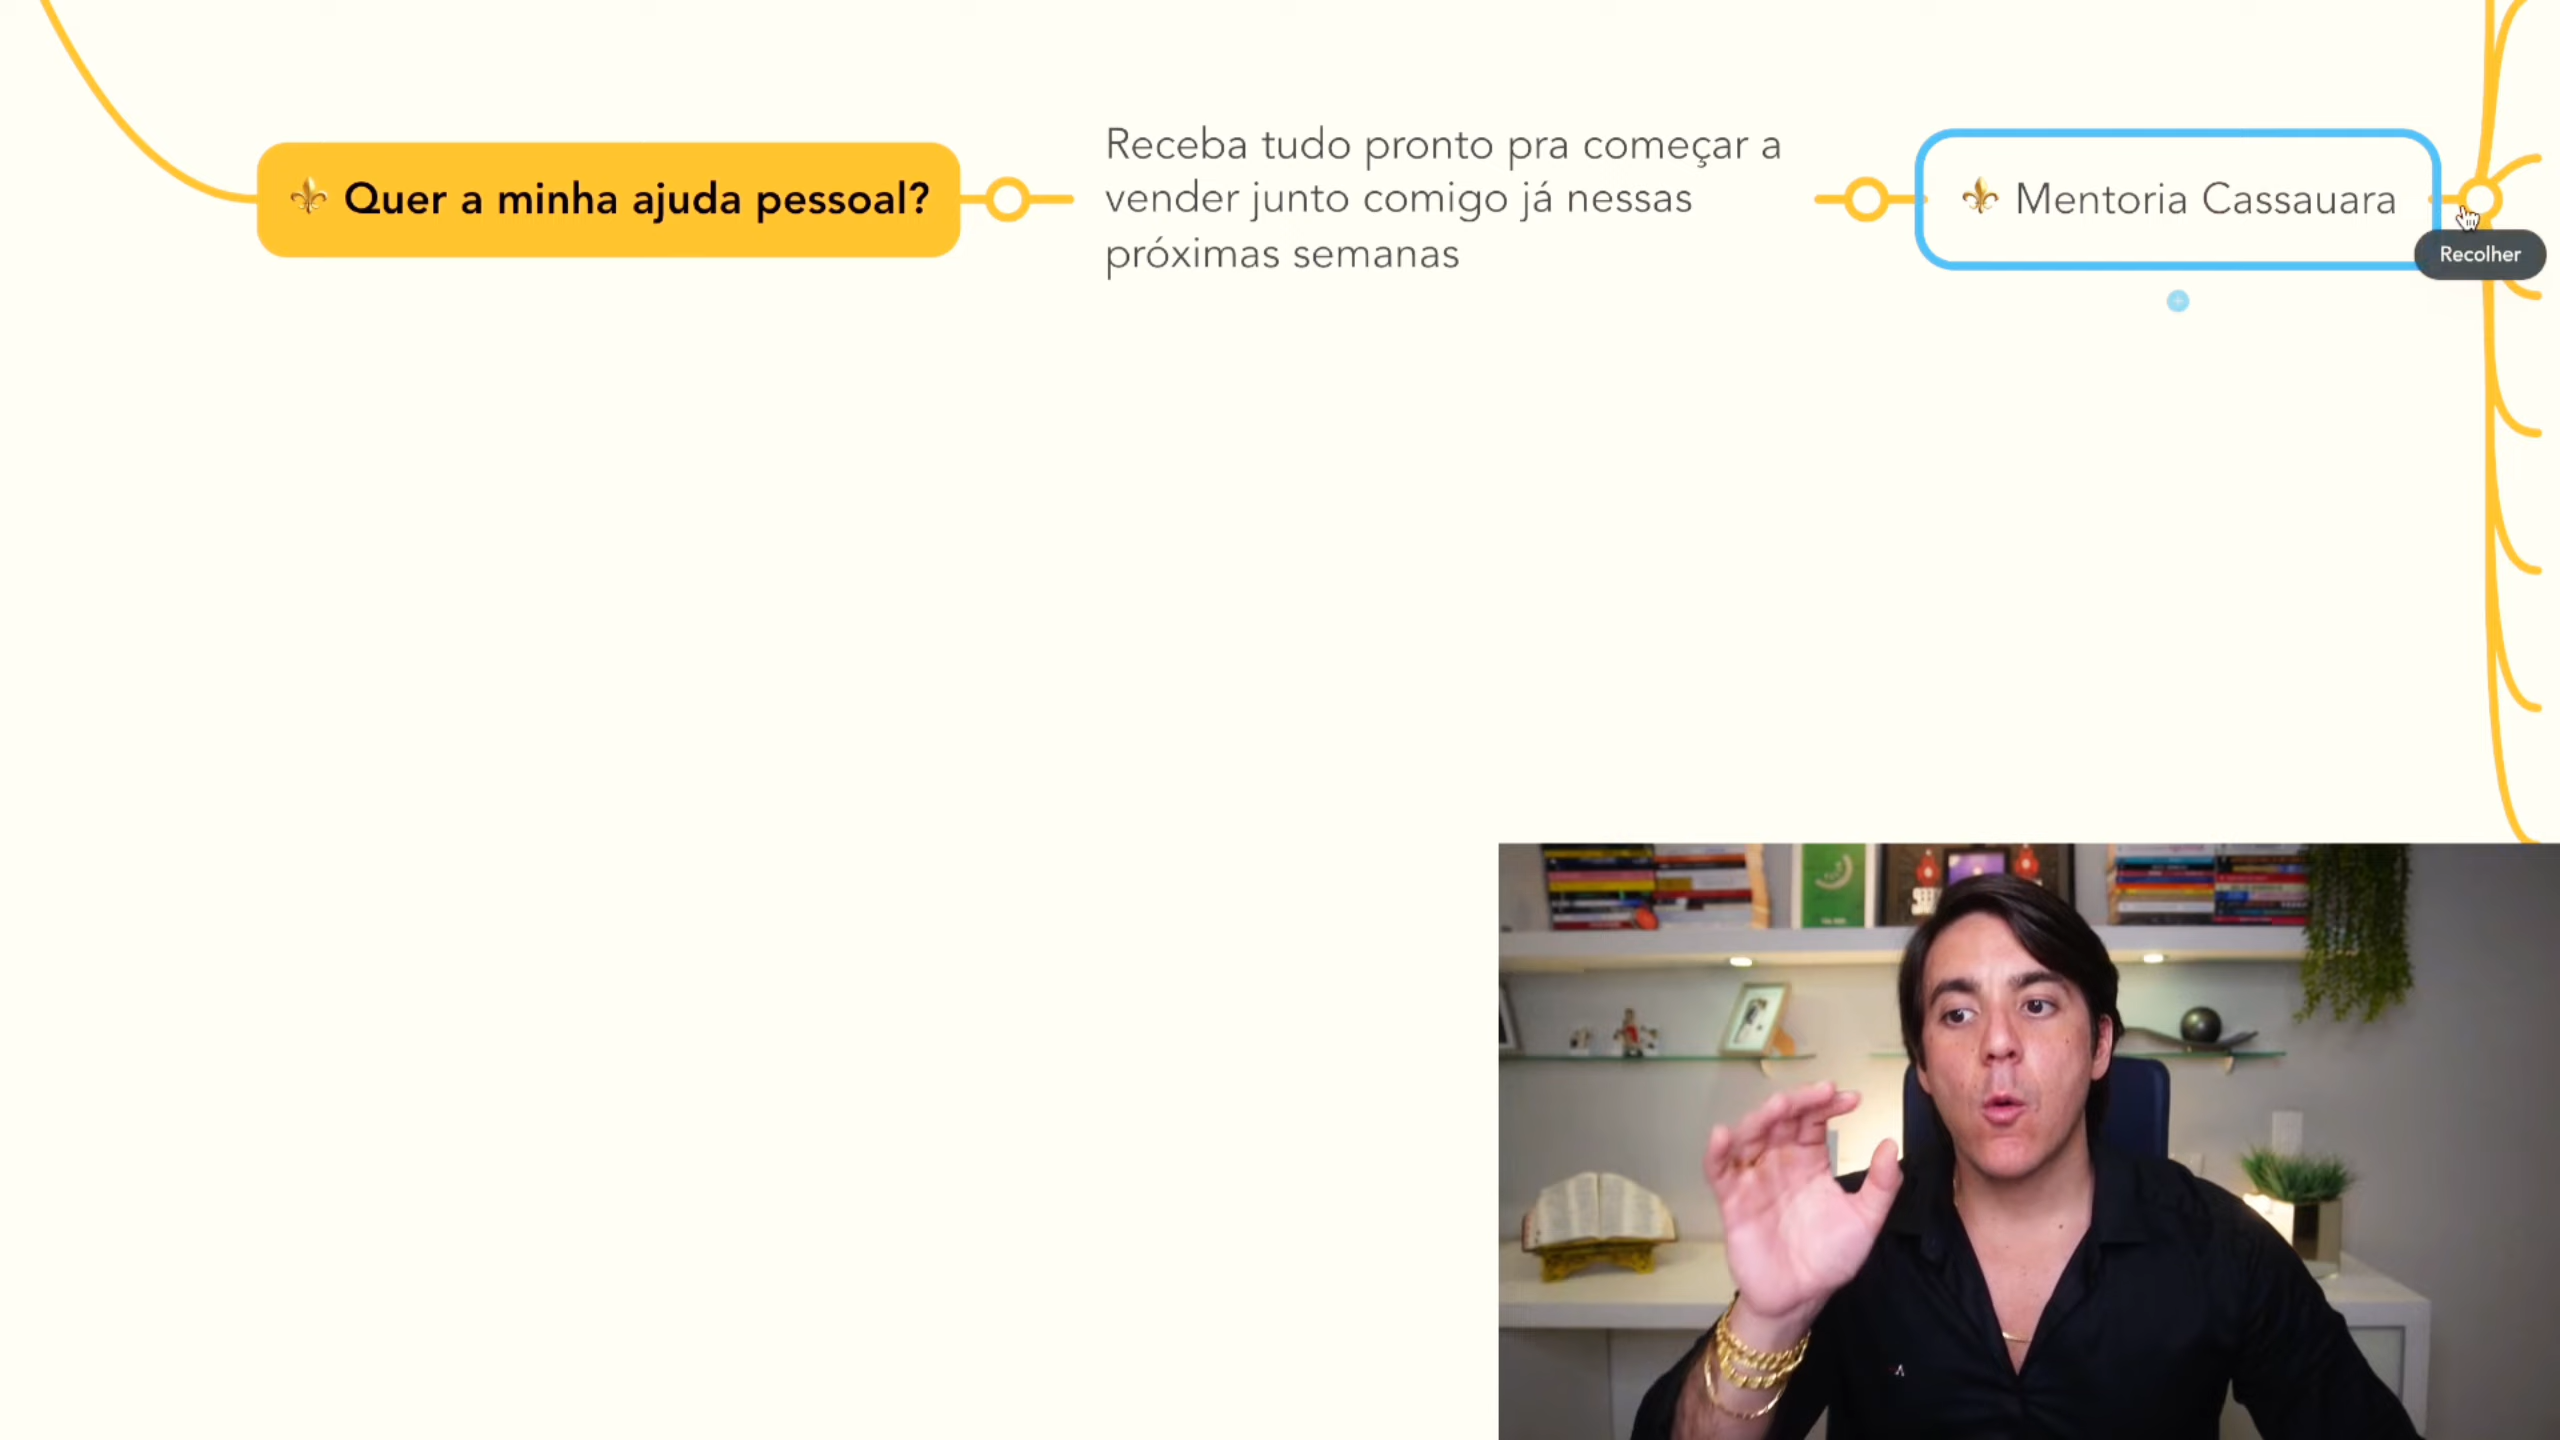 Quer a minha ajuda pessoal?
Receba tudo pronto pra começar a
vender junto comigo já nessas
próximas semanas
Mentoria Cassauara
Recolher